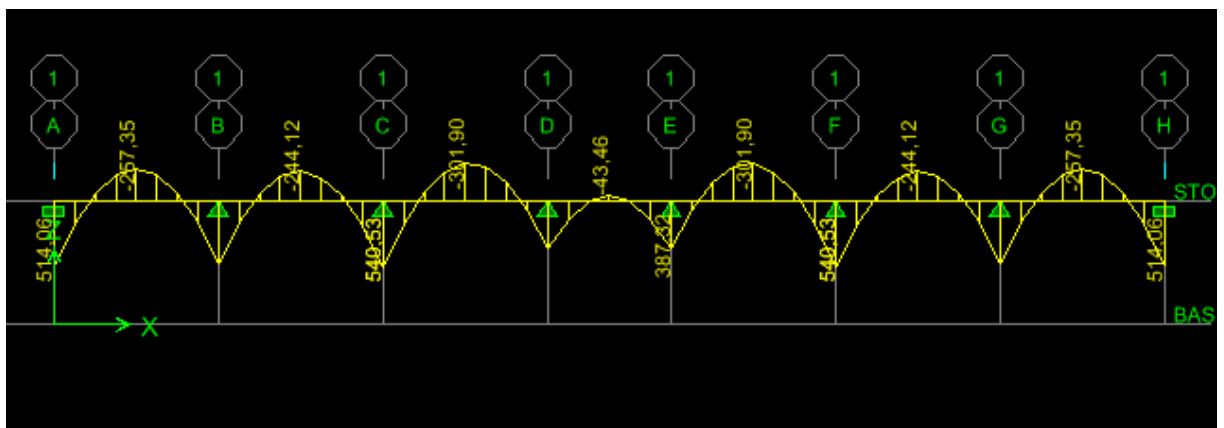 1 1 1 1 1 1 1 1
A B C D E F G H
-257,35 -244,12 -301,90 -43,46 -301,90 -244,12 -257,35
STO
514,06 540,53 387,32 540,53 514,06
X
BAS